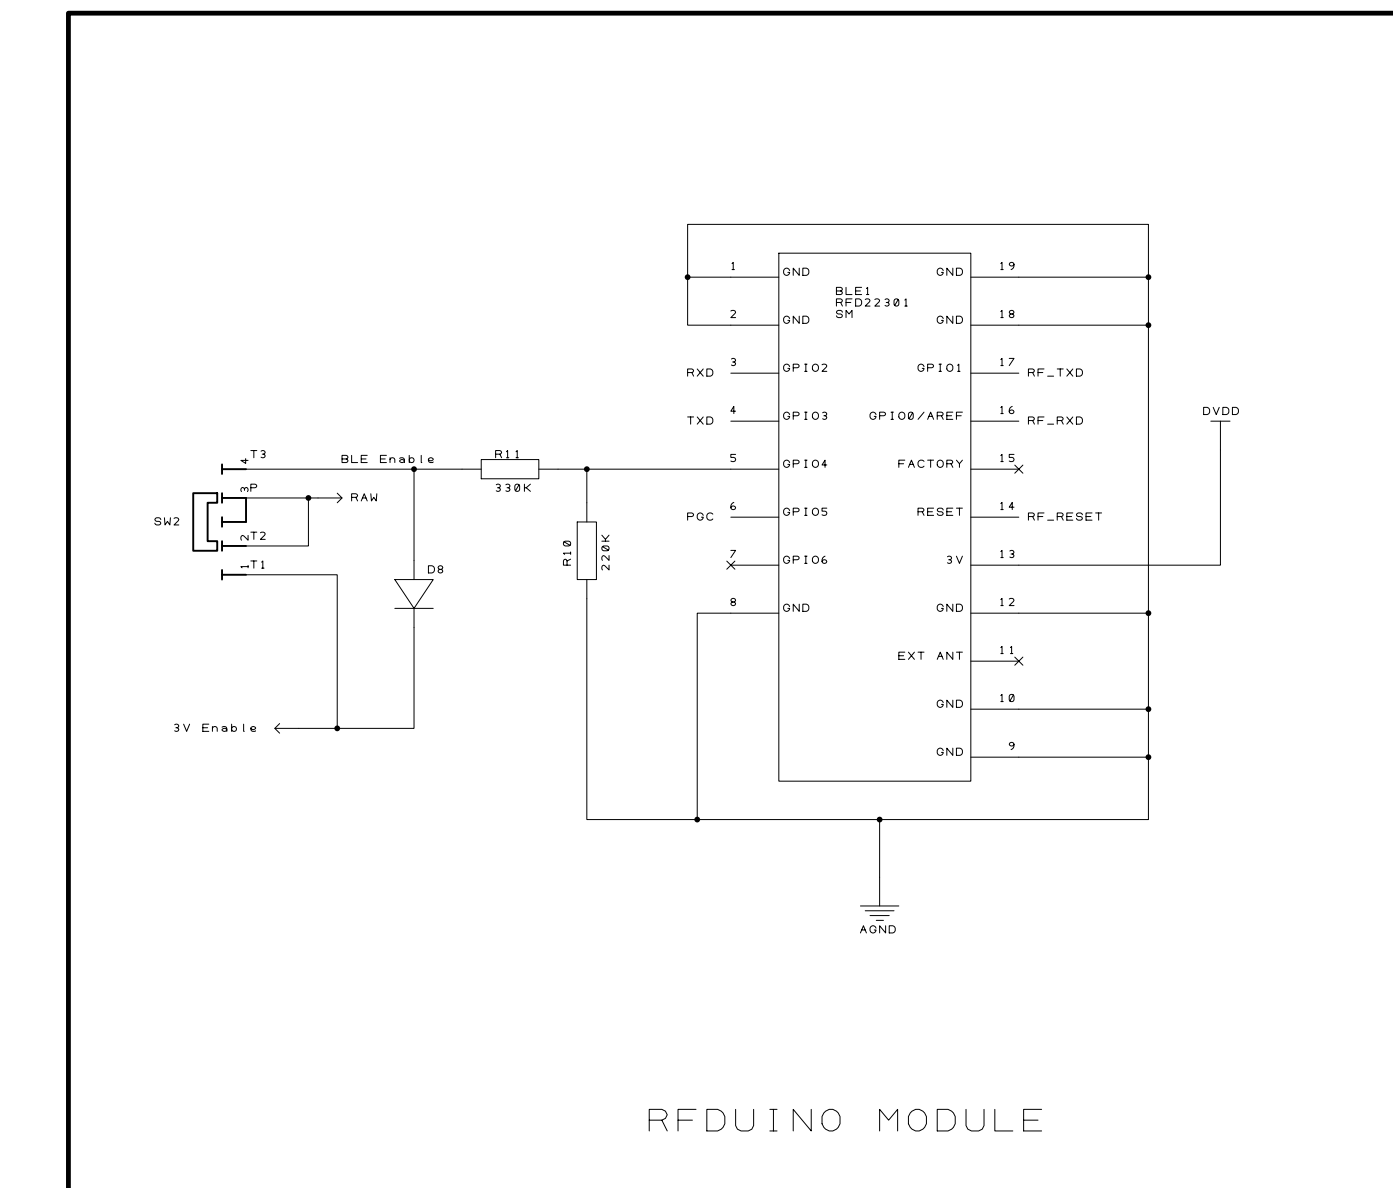 1 GND GND 19
BLE1
RFD22301
SM
2 GND GND 18
RXD 3 GPIO2 GPIO1 17 RF_TXD
TXD 4 GPIO3 GPIO0/AREF 16 RF_RXD
DVDD
4 T3 BLE Enable R11 5 GPIO4 FACTORY 15
330K
3 P RAW
SW2 PGC 6 GPIO5 RESET 14 RF_RESET
2 T2
R10 220K
1 T1 D8 7 GPIO6 3V 13
8 GND GND 12
EXT ANT 11
GND 10
3V Enable
GND 9
AGND
RFDUINO MODULE